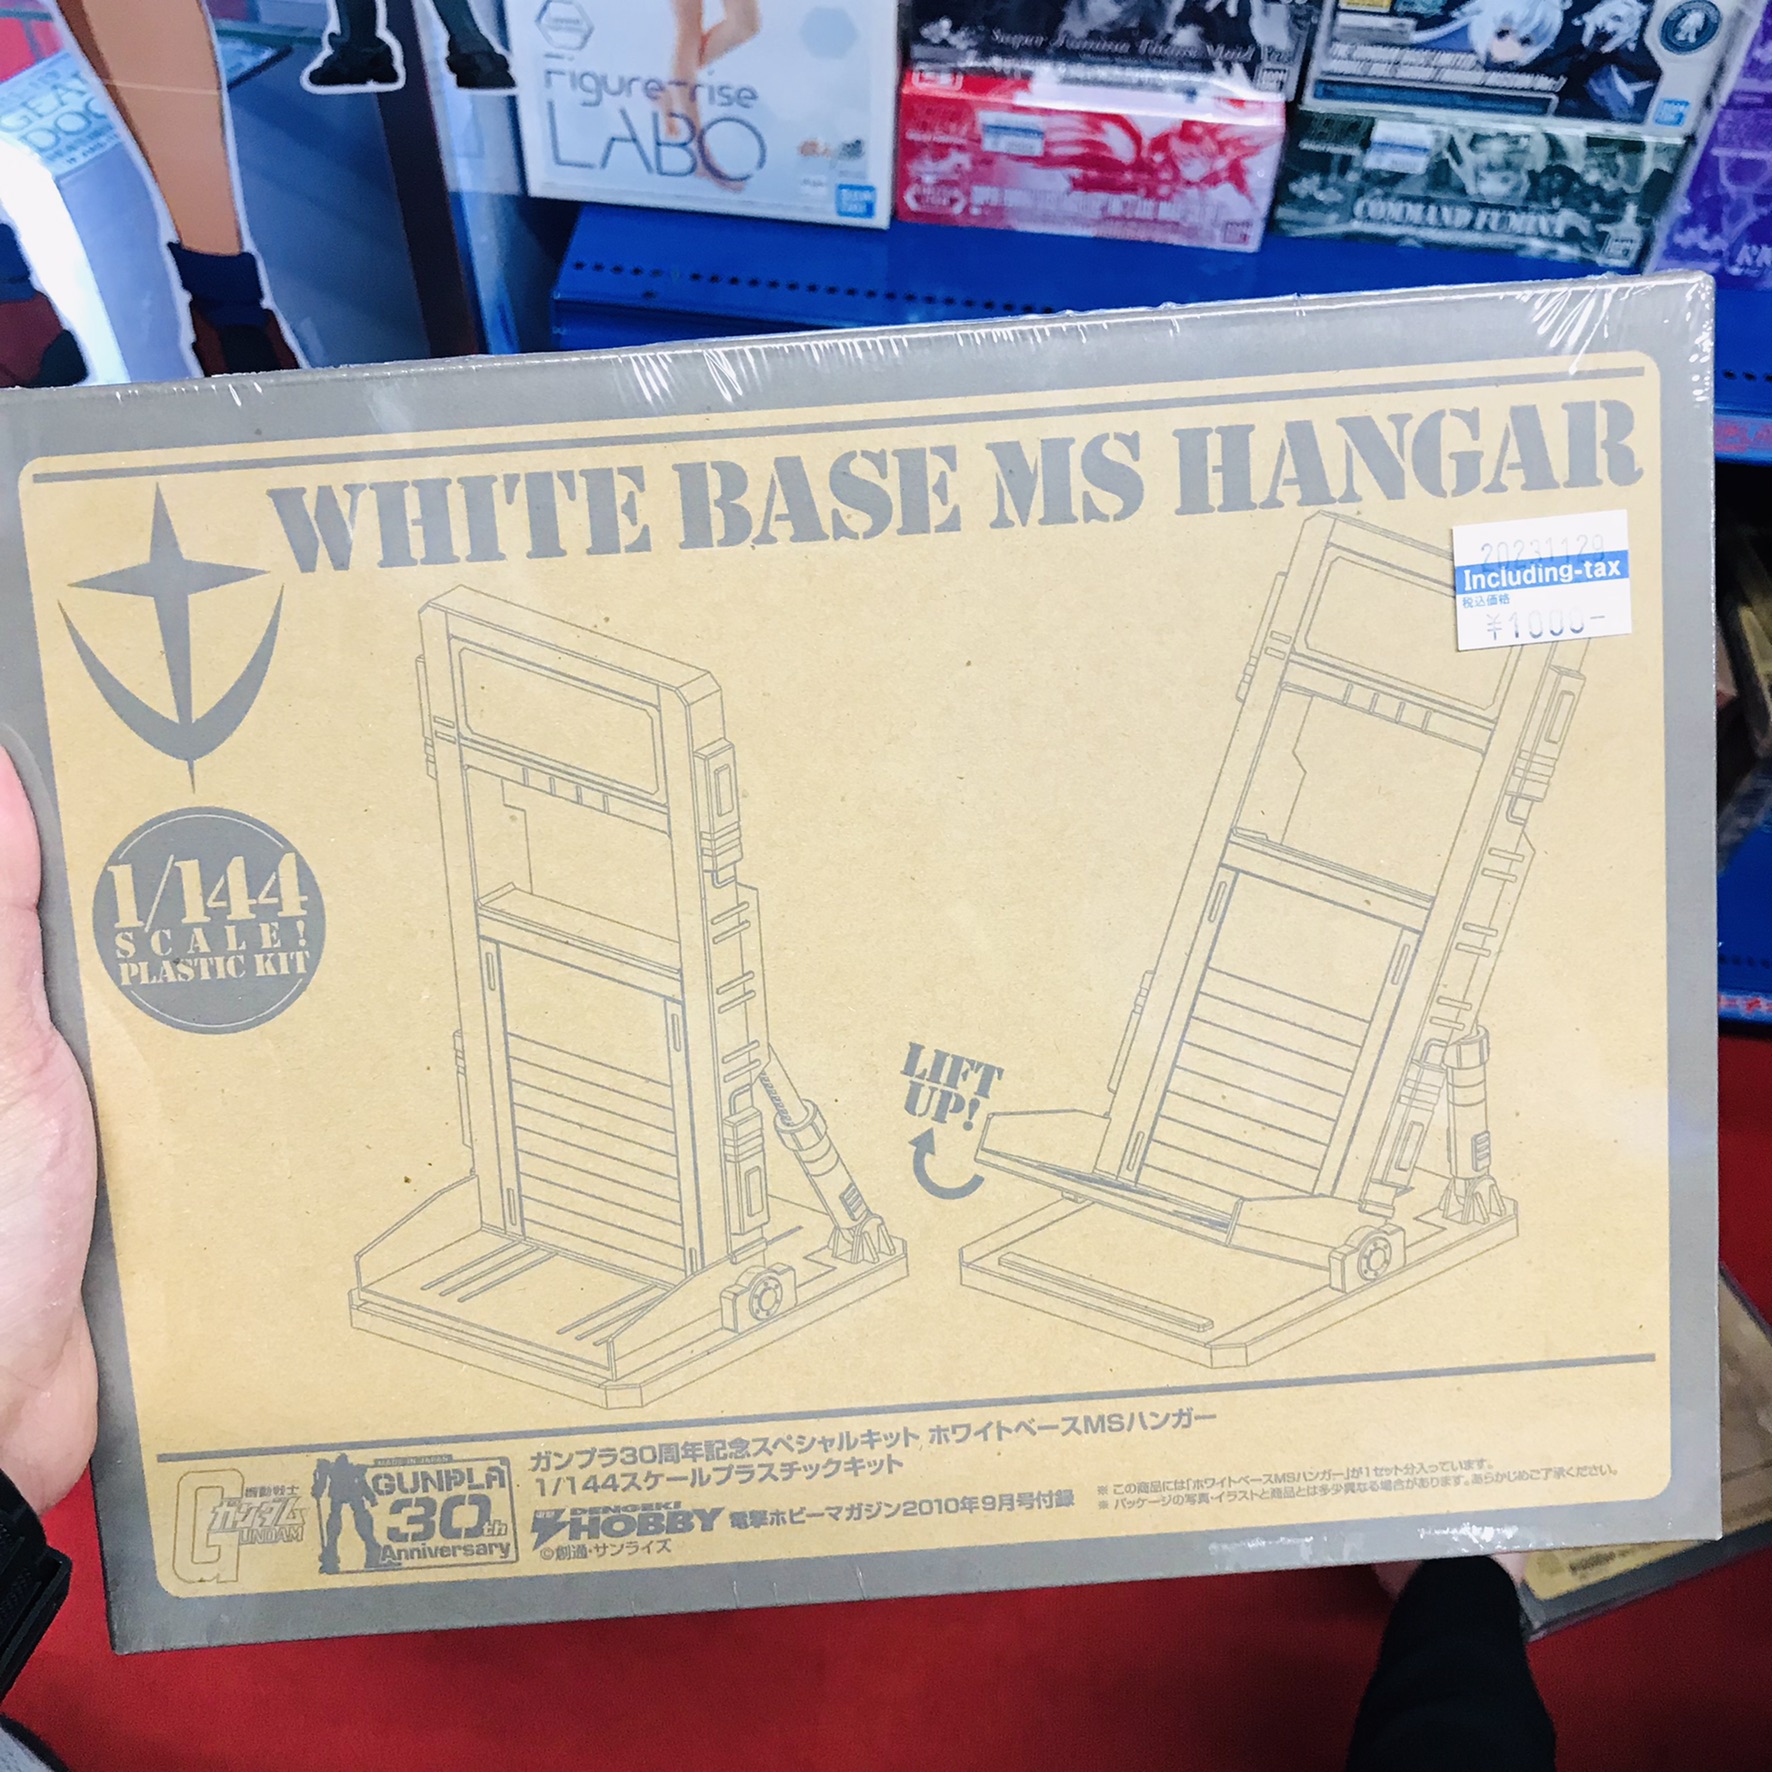 Figure-rise
LABO
COMMAND FUMINA
WHITE BASE MS HANGAR
20231129
Including-tax
税込価格
¥1000-
1/144
SCALE!
PLASTIC KIT
LIFT
UP!
機動戦士
ガンダム
GUNDAM
MADE IN JAPAN
GUNPLA
30th
Anniversary
ガンプラ30周年記念スペシャルキット ホワイトベースMSハンガー
1/144スケールプラスチックキット
電撃 DENGEKI
HOBBY 電撃ホビーマガジン2010年9月号付録
©創通・サンライズ
※ この商品には「ホワイトベースMSハンガー」が1セット分入っています。
※ パッケージの写真・イラストと商品とは多少異なる場合があります。あらかじめご了承ください。